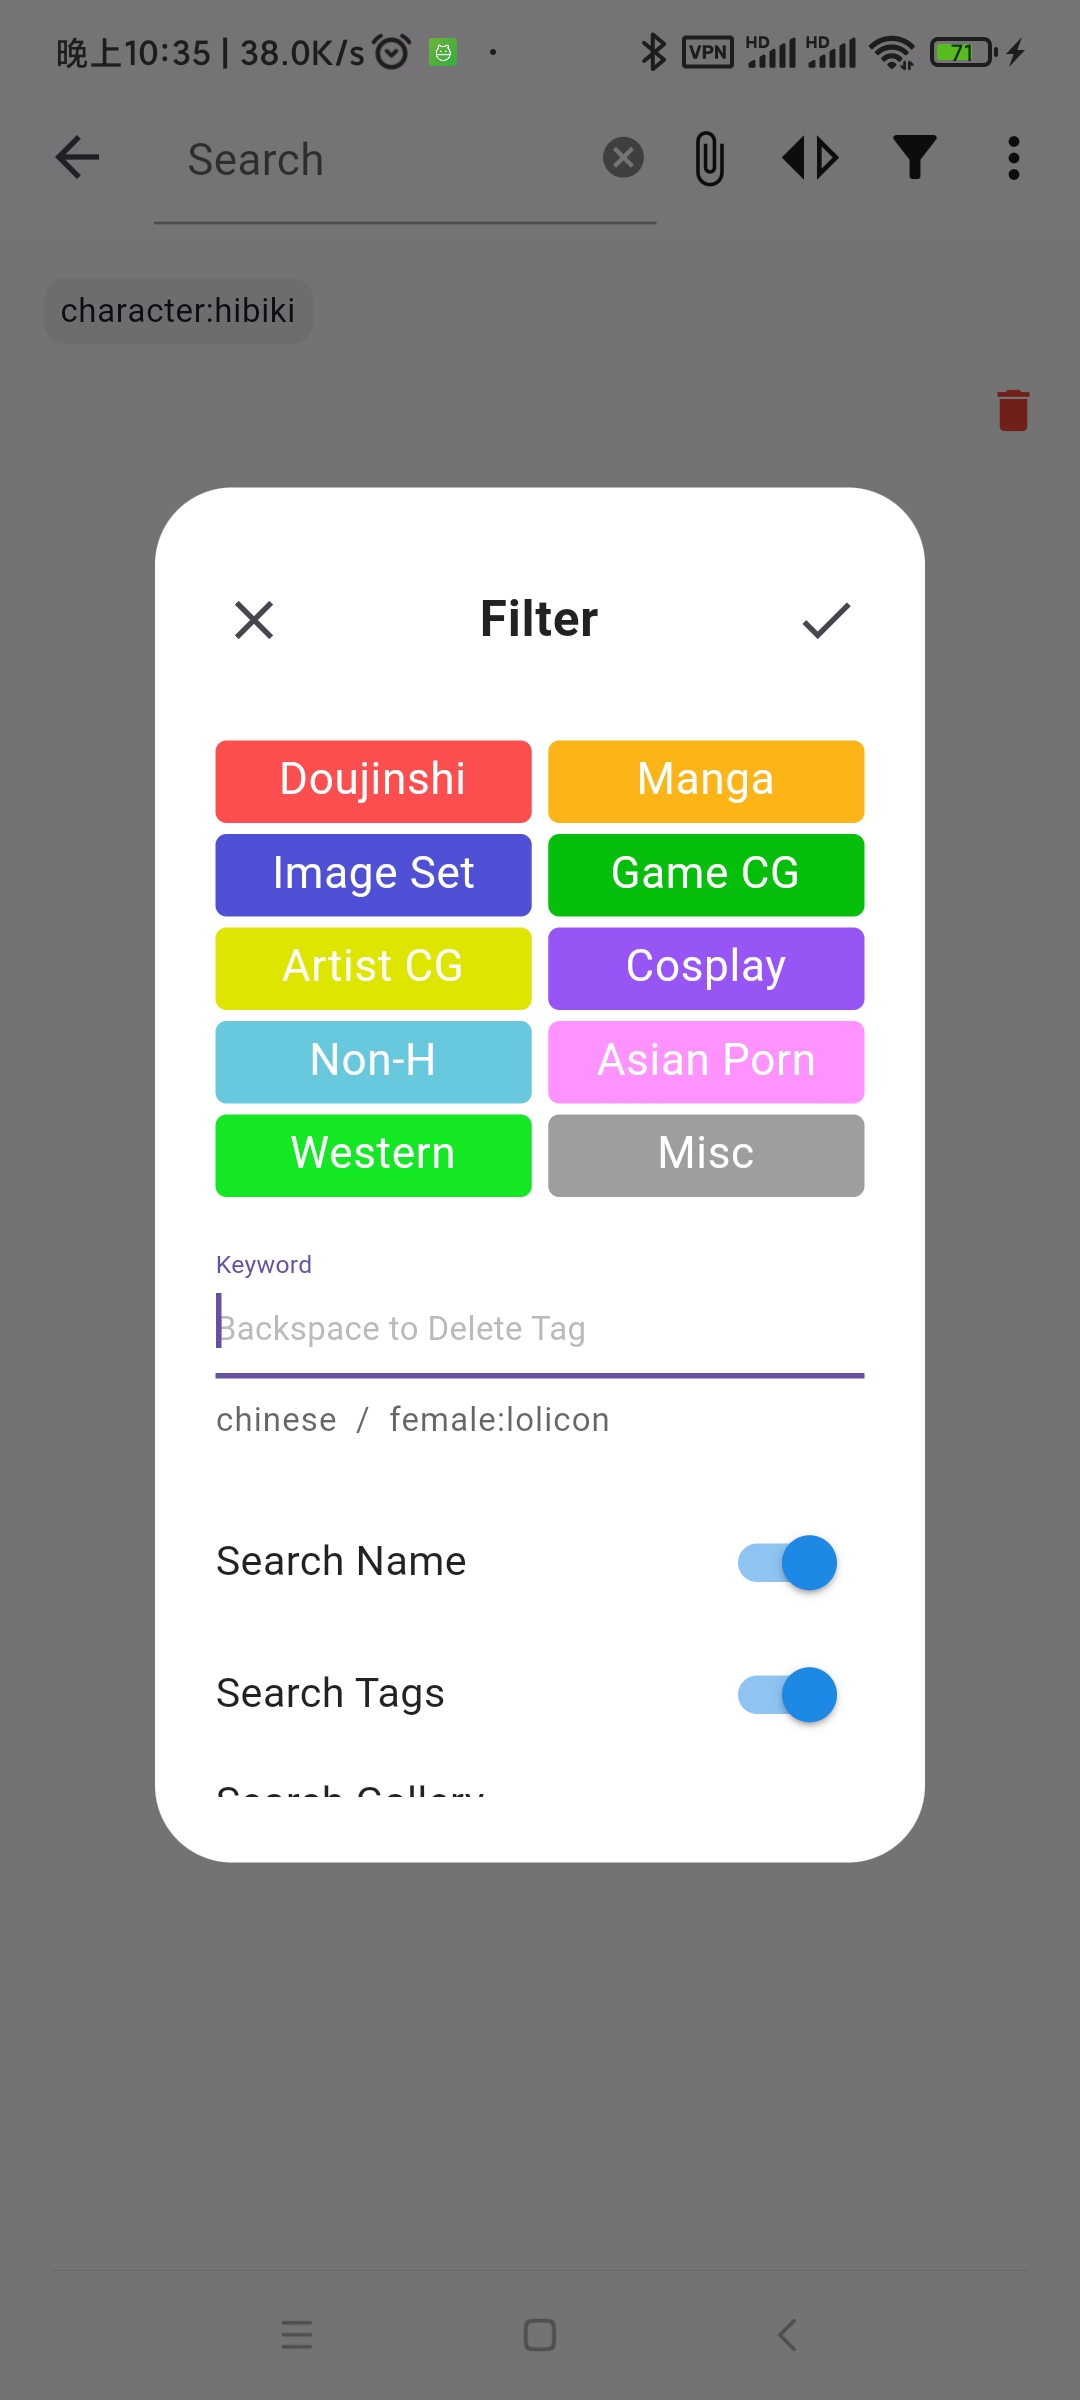 晚上10:35 | 38.0K/s
VPN HD HD 71
Search
character:hibiki
Filter
Doujinshi Manga
Image Set Game CG
Artist CG Cosplay
Non-H Asian Porn
Western Misc
Keyword
Backspace to Delete Tag
chinese / female:lolicon
Search Name
Search Tags
Search Gallery